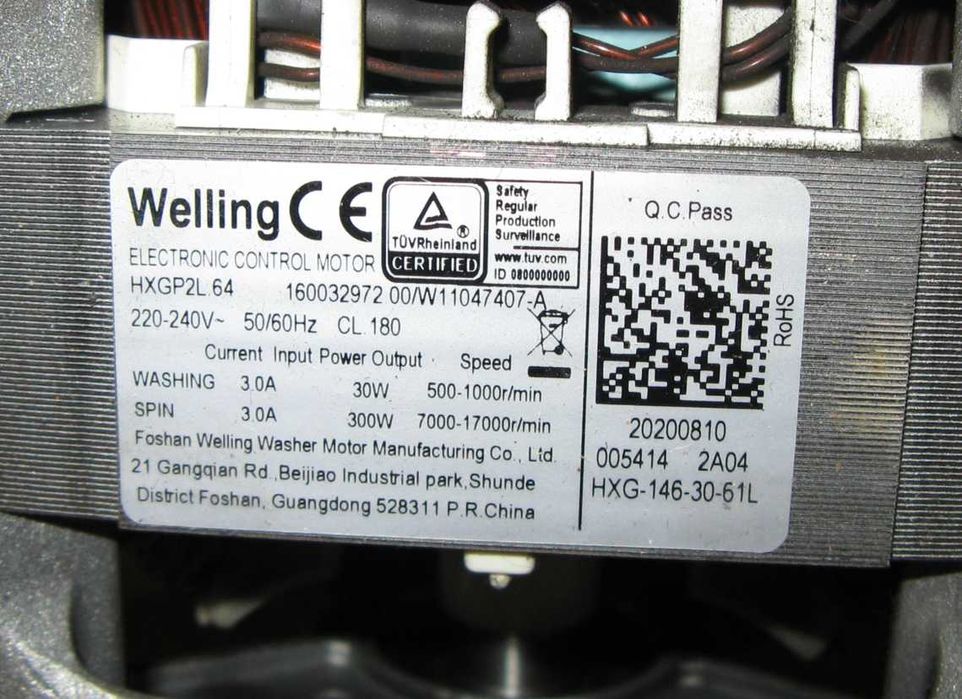 Welling CE
TÜVRheinland ®
CERTIFIED
Safety
Regular
Production
Surveillance
www.tuv.com
ID 0800000000
ELECTRONIC CONTROL MOTOR
HXGP2L.64 160032972 00/W11047407-A
220-240V~ 50/60Hz CL.180
Current Input Power Output Speed
WASHING 3.0A 30W 500-1000r/min
SPIN 3.0A 300W 7000-17000r/min
Foshan Welling Washer Motor Manufacturing Co., Ltd.
21 Gangqian Rd.,Beijiao Industrial park,Shunde
District Foshan, Guangdong 528311 P.R.China
Q.C.Pass
RoHS
20200810
005414 2A04
HXG-146-30-61L